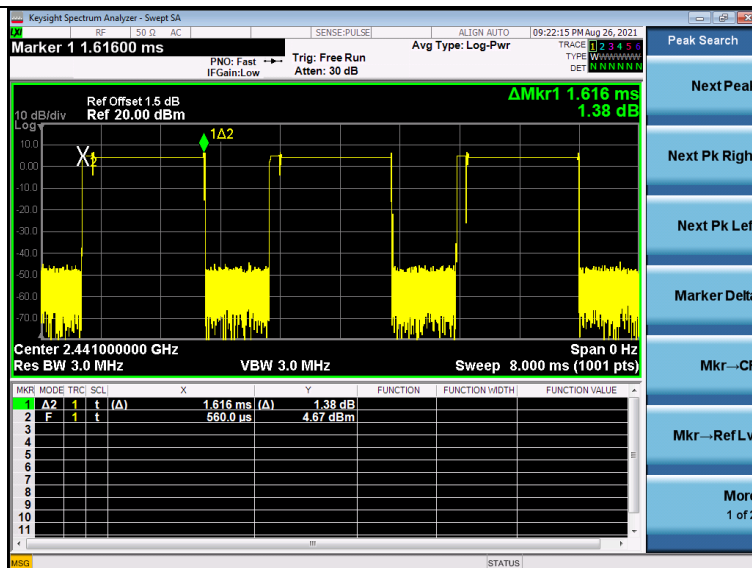 Keysight Spectrum Analyzer - Swept SA
LXI RF 50 Ω AC SENSE:PULSE ALIGN AUTO 09:22:15 PM Aug 26, 2021
Marker 1 1.61600 ms
PNO: Fast
IFGain:Low
Trig: Free Run
Atten: 30 dB
Avg Type: Log-Pwr
TRACE 1 2 3 4 5 6
TYPE W
DET N N N N N N
Peak Search
ΔMkr1 1.616 ms
1.38 dB
Ref Offset 1.5 dB
10 dB/div Ref 20.00 dBm
Log
10.0
0.00
-10.0
-20.0
-30.0
-40.0
-50.0
-60.0
-70.0
1Δ2
2
Center 2.441000000 GHz Span 0 Hz
Res BW 3.0 MHz VBW 3.0 MHz Sweep 8.000 ms (1001 pts)
MKR MODE TRC SCL X Y FUNCTION FUNCTION WIDTH FUNCTION VALUE
1 Δ2 1 t (Δ) 1.616 ms (Δ) 1.38 dB
2 F 1 t 560.0 µs 4.67 dBm
3
4
5
6
7
8
9
10
11
MSG STATUS
Next Peak
Next Pk Righ
Next Pk Lef
Marker Delta
Mkr→CF
Mkr→Ref Lv
More
1 of 2